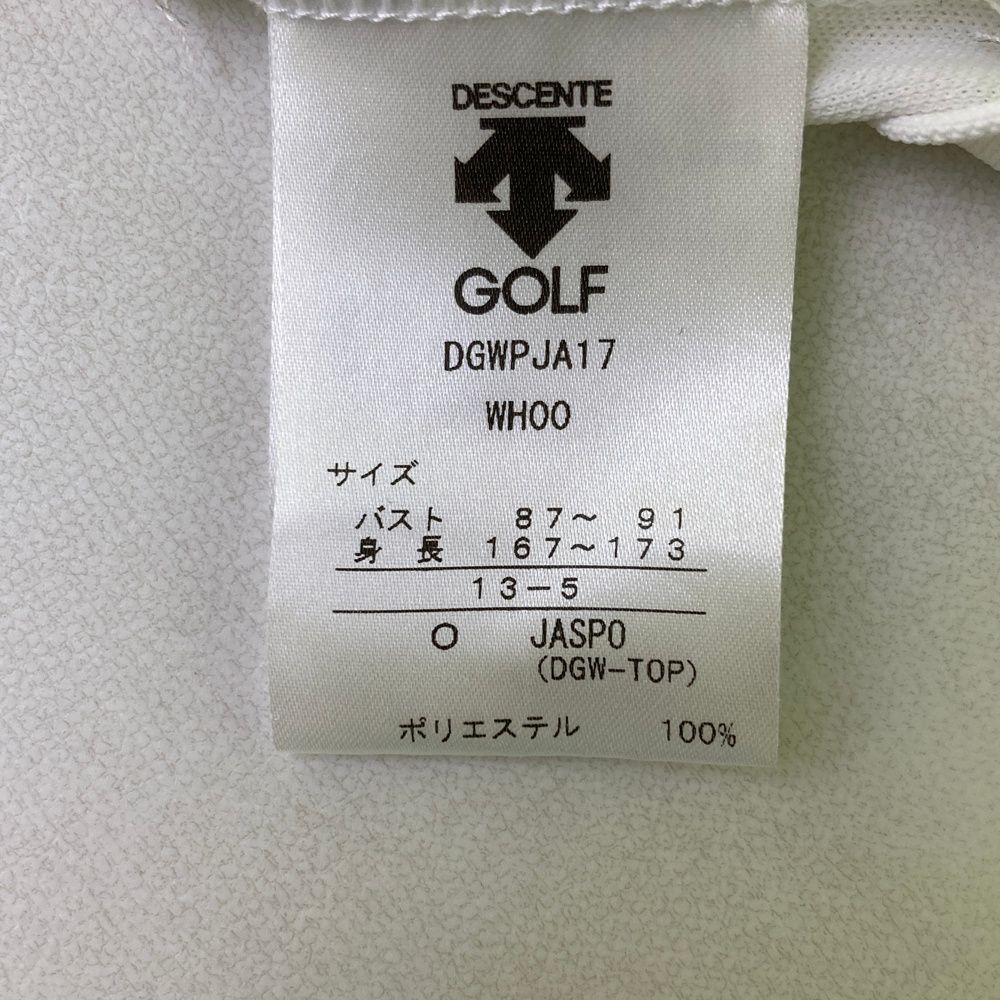 DESCENTE
GOLF
DGWPJA17
WH00
サイズ
バスト 87〜 91
身 長 167〜173
13-5
O JASPO
(DGW-TOP)
ポリエステル 100%